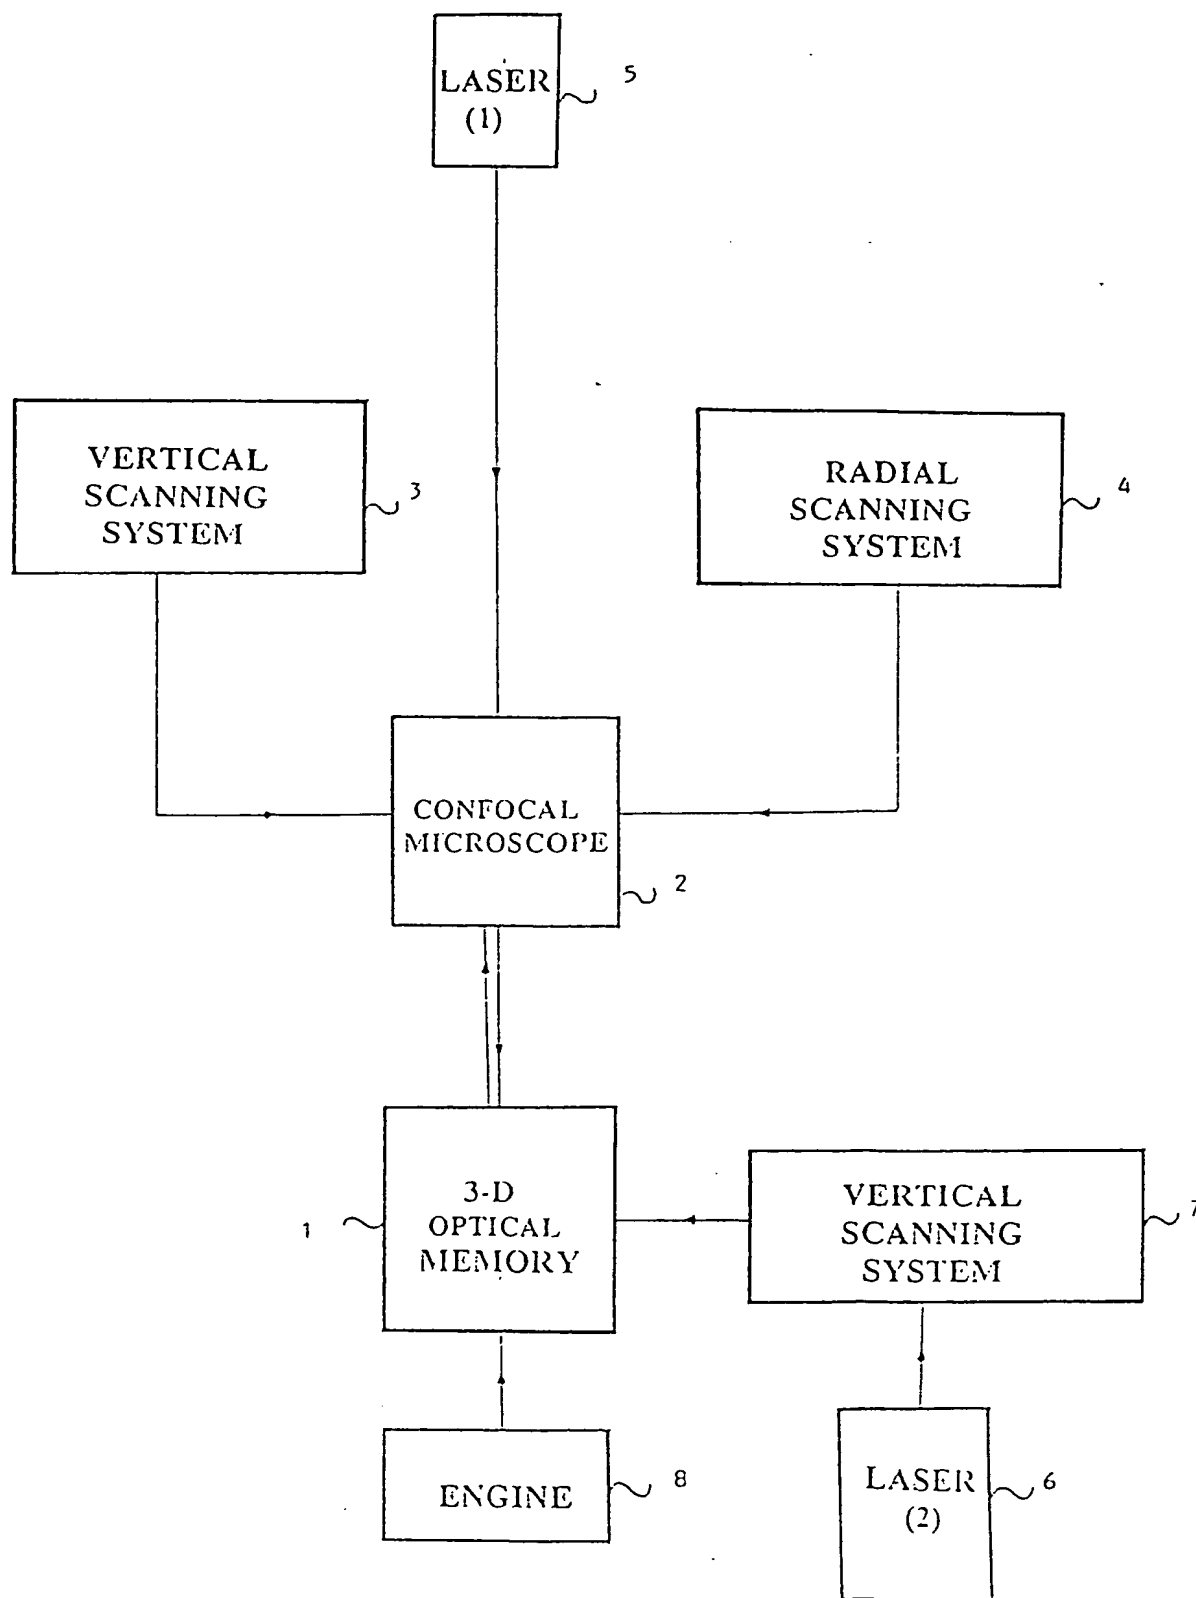 LASER
(1)
5
VERTICAL
SCANNING
SYSTEM
3
RADIAL
SCANNING
SYSTEM
4
CONFOCAL
MICROSCOPE
2
3-D
OPTICAL
MEMORY
1
VERTICAL
SCANNING
SYSTEM
7
ENGINE
8
LASER
(2)
6